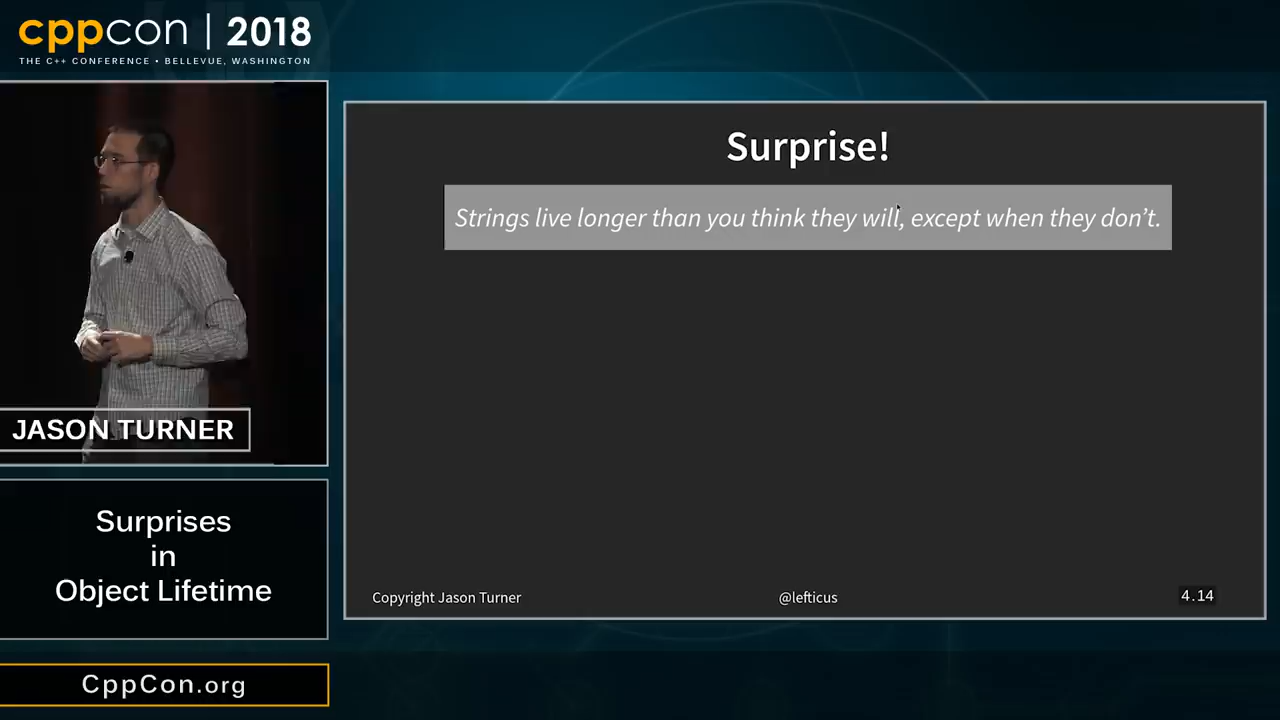 cppcon | 2018
THE C++ CONFERENCE • BELLEVUE, WASHINGTON
JASON TURNER
Surprises
in
Object Lifetime
CppCon.org
Surprise!
Strings live longer than you think they will, except when they don’t.
Copyright Jason Turner
@lefticus
4.14